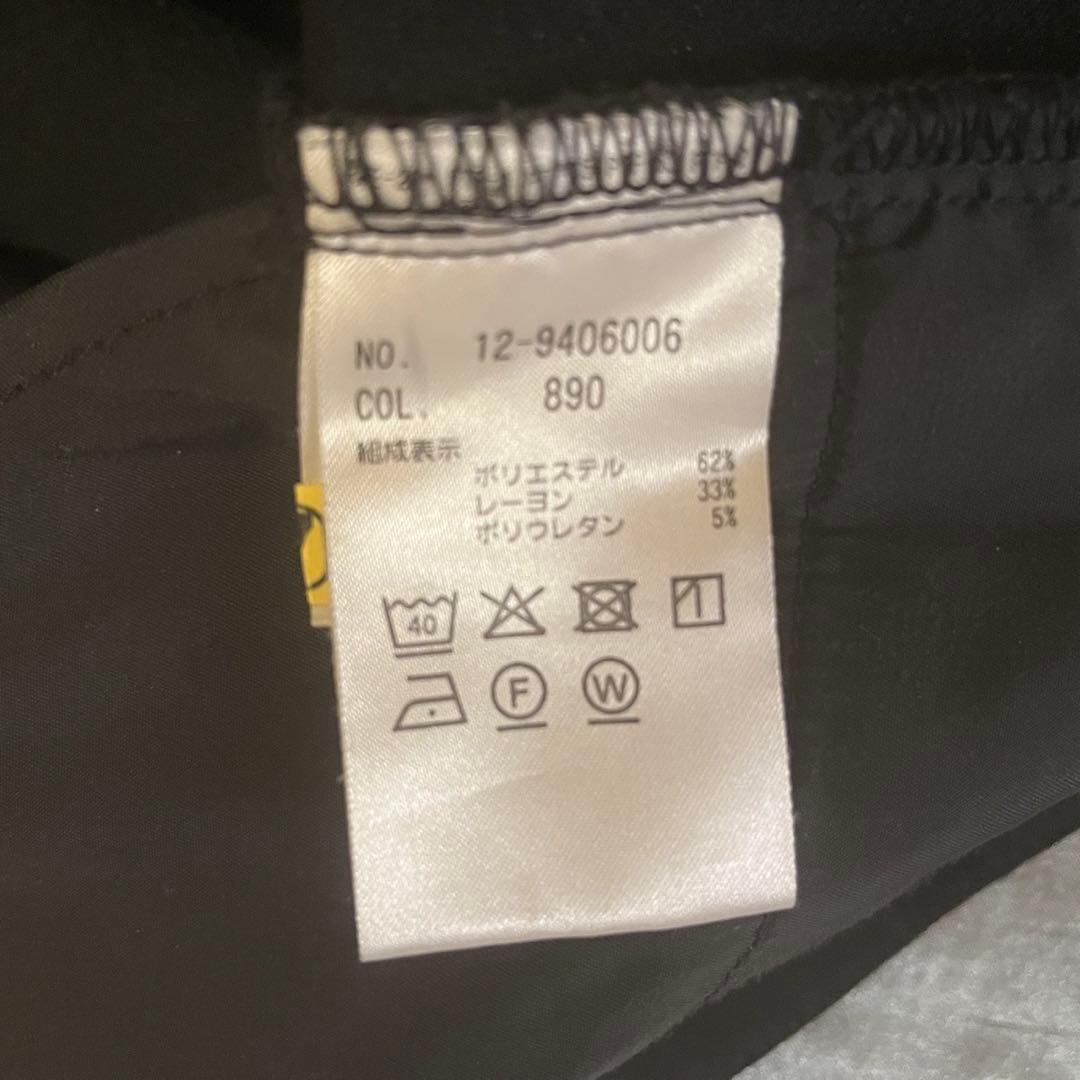 NO. 12-9406006
COL. 890
組成表示
ポリエステル 62%
レーヨン 33%
ポリウレタン 5%
40
F W